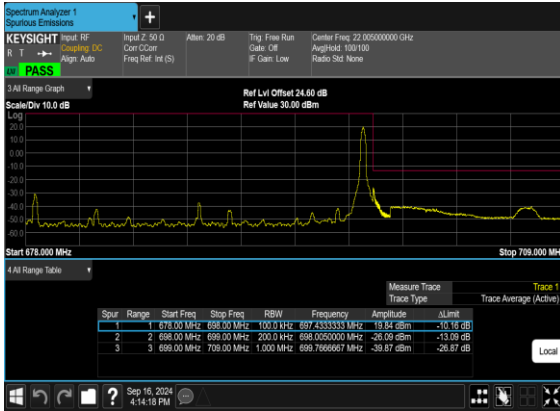 Spectrum Analyzer 1
Spurious Emissions
+
KEYSIGHT Input: RF Input Z: 50 Ω Atten: 20 dB Trig: Free Run Center Freq: 22.005000000 GHz
R T Coupling: DC Corr CCorr Gate: Off Avg|Hold: 100/100
Align: Auto Freq Ref: Int (S) IF Gain: Low Radio Std: None
PASS
3 All Range Graph
Ref Lvl Offset 24.60 dB
Scale/Div 10.0 dB Ref Value 30.00 dBm
Log
20.0
10.0
0.00
-10.0
-20.0
-30.0
-40.0
-50.0
-60.0
Start 678.000 MHz Stop 709.000 MH
4 All Range Table
Measure Trace Trace 1
Trace Type Trace Average (Active)
Spur Range Start Freq Stop Freq RBW Frequency Amplitude ΔLimit
1 1 678.00 MHz 698.00 MHz 100.0 kHz 697.4333333 MHz 19.84 dBm -10.16 dB
2 2 698.00 MHz 699.00 MHz 200.0 kHz 698.0050000 MHz -26.09 dBm -13.09 dB
3 3 699.00 MHz 709.00 MHz 1.000 MHz 699.7666667 MHz -39.87 dBm -26.87 dB
Local
?
Sep 16, 2024
4:14:18 PM